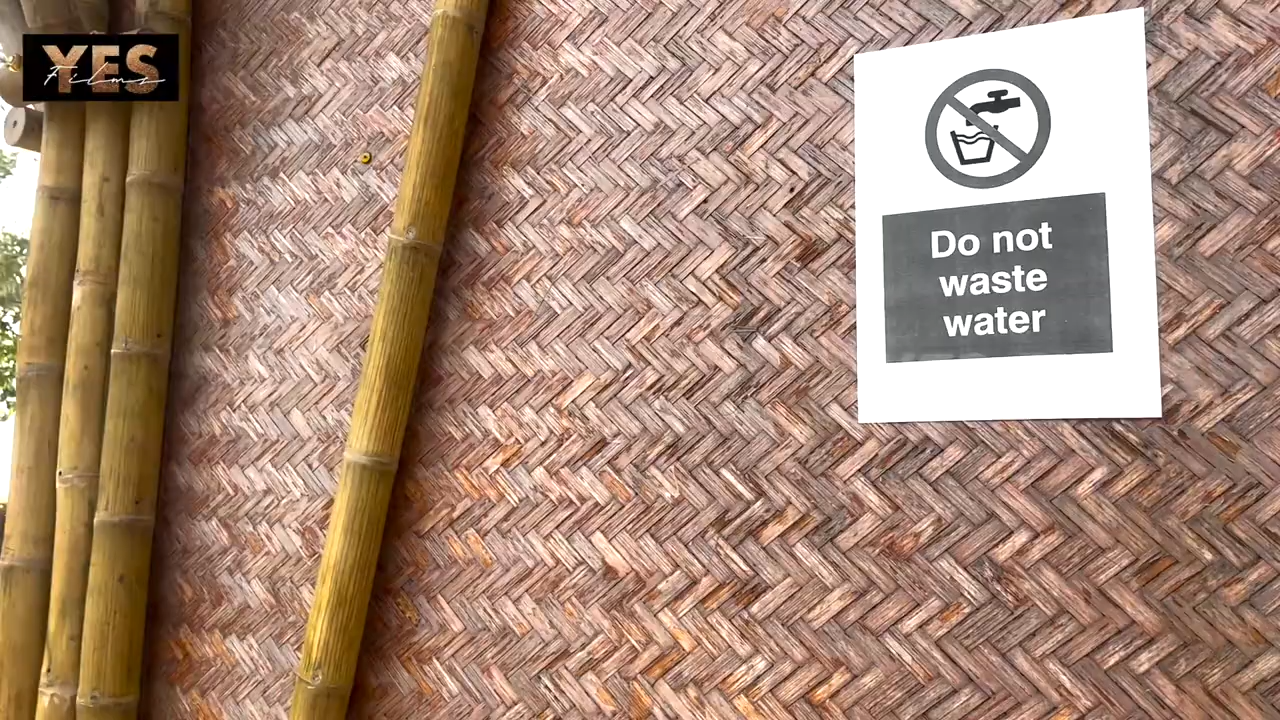 YES
Films
Do not
waste
water